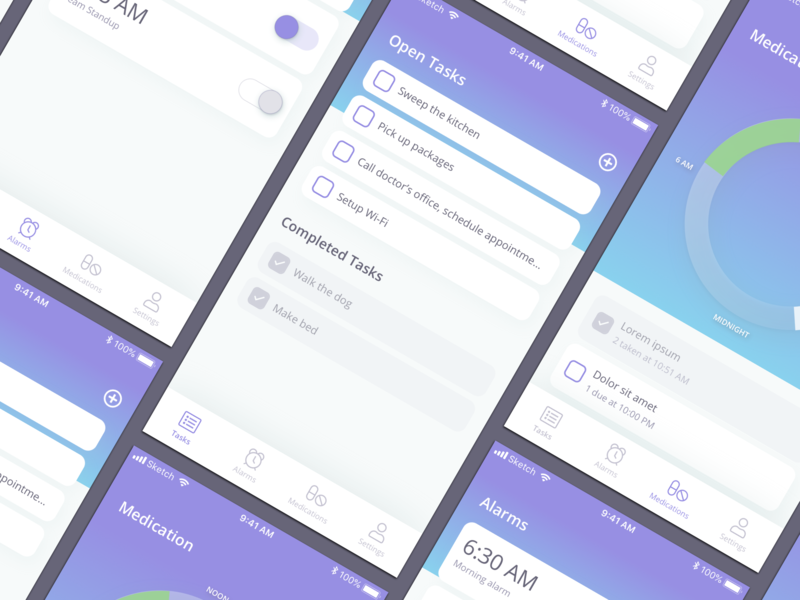 AM
Team Standup
Alarms
Medications
Settings
9:41 AM
100%
Sketch
9:41 AM
100%
Open Tasks
Sweep the kitchen
Pick up packages
Call doctor's office, schedule appointme...
Setup Wi-Fi
Completed Tasks
Walk the dog
Make bed
Tasks
Alarms
Medications
Settings
Alarms
Medications
Settings
6 AM
MIDNIGHT
Lorem ipsum
2 taken at 10:51 AM
Dolor sit amet
1 due at 10:00 PM
Tasks
Alarms
Medications
Settings
Sketch
9:41 AM
100%
Medication
NOON
Sketch
9:41 AM
100%
Alarms
6:30 AM
Morning alarm